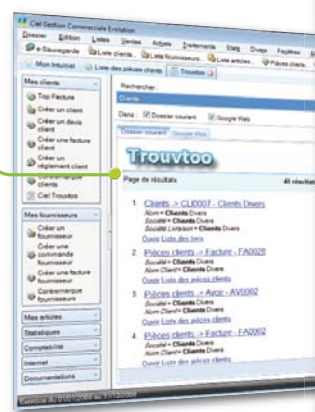 Ciel Gestion Commerciale Evolution
Dossier Edition Listes Ventes Achats Traitements Etats Divers Fenêtres
e-Sauvegarde Liste clients Liste fournisseurs Liste articles Pièces clients
Mon Intuiciel Liste des pièces clients Trouvtoo
Mes clients
Top Facture
Créer un client
Créer un devis client
Créer une facture client
Créer un règlement client
Contremarque clients
Ciel Trouvtoo
Mes fournisseurs
Créer un fournisseur
Créer une commande fournisseur
Créer une facture fournisseur
Contremarque fournisseurs
Mes articles
Statistiques
Comptabilité
Internet
Documentations
Rechercher :
Clients
Dans : Dossier courant Google Web
Dossier courant Google Web
Trouvtoo
Page de résultats
1. Clients -> CLI0007 - Clients Divers
Nom = Clients Divers
Société = Clients Divers
Société Livraison = Clients Divers
Ouvrir Liste des tiers
2. Pièces clients -> Facture - FA0028
Société = Clients Divers
Nom Client = Clients Divers
Ouvrir Liste des pièces clients
3. Pièces clients -> Avoir - AV0002
Société = Clients Divers
Nom Client = Clients Divers
Ouvrir Liste des pièces clients
4. Pièces clients -> Facture - FA0002
Société = Clients Divers
Nom Client = Clients Divers
Ouvrir Liste des pièces clients